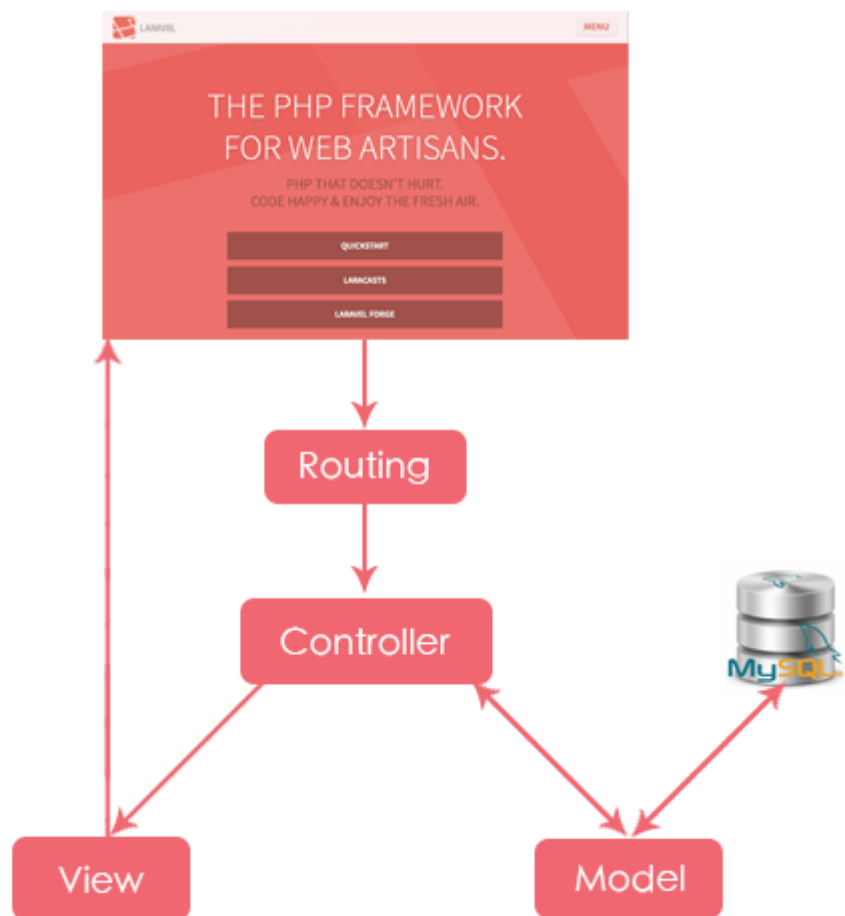 LARAVEL
MENU
THE PHP FRAMEWORK
FOR WEB ARTISANS.
PHP THAT DOESN'T HURT.
CODE HAPPY & ENJOY THE FRESH AIR.
QUICKSTART
LARACASTS
LARAVEL FORGE
Routing
Controller
MySQL
View
Model